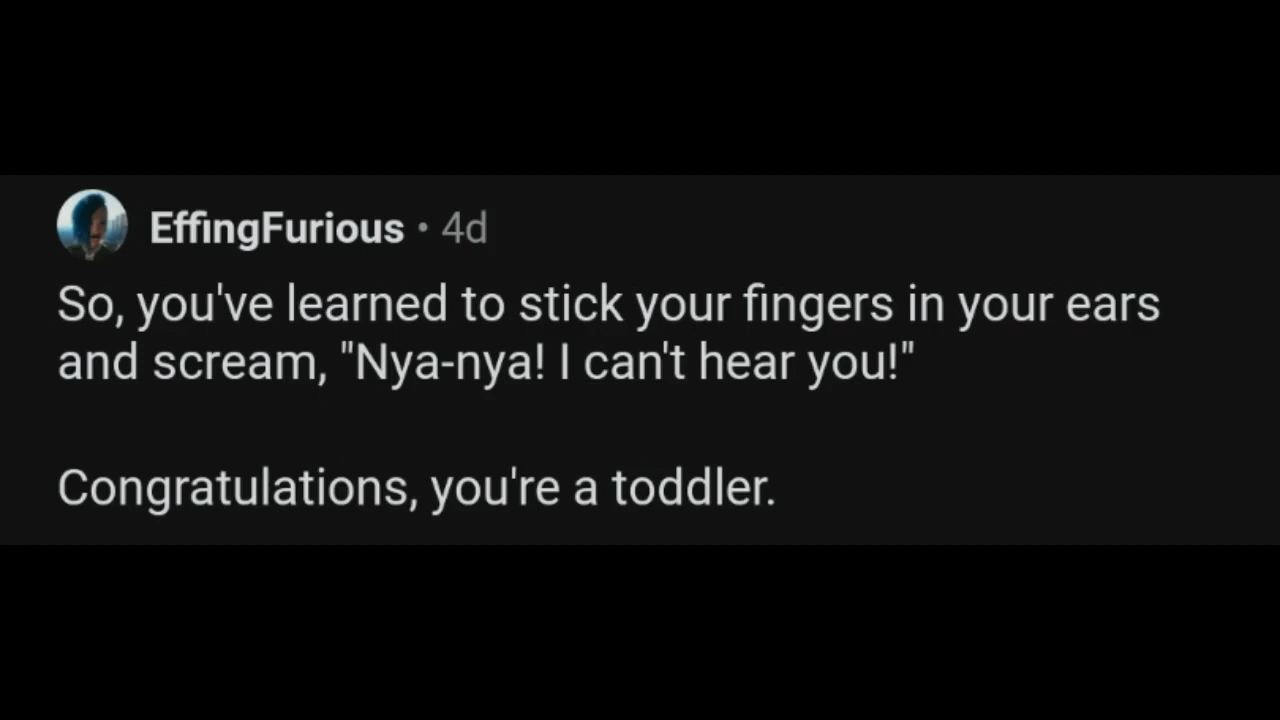 EffingFurious • 4d
So, you've learned to stick your fingers in your ears
and scream, "Nya-nya! I can't hear you!"
Congratulations, you're a toddler.